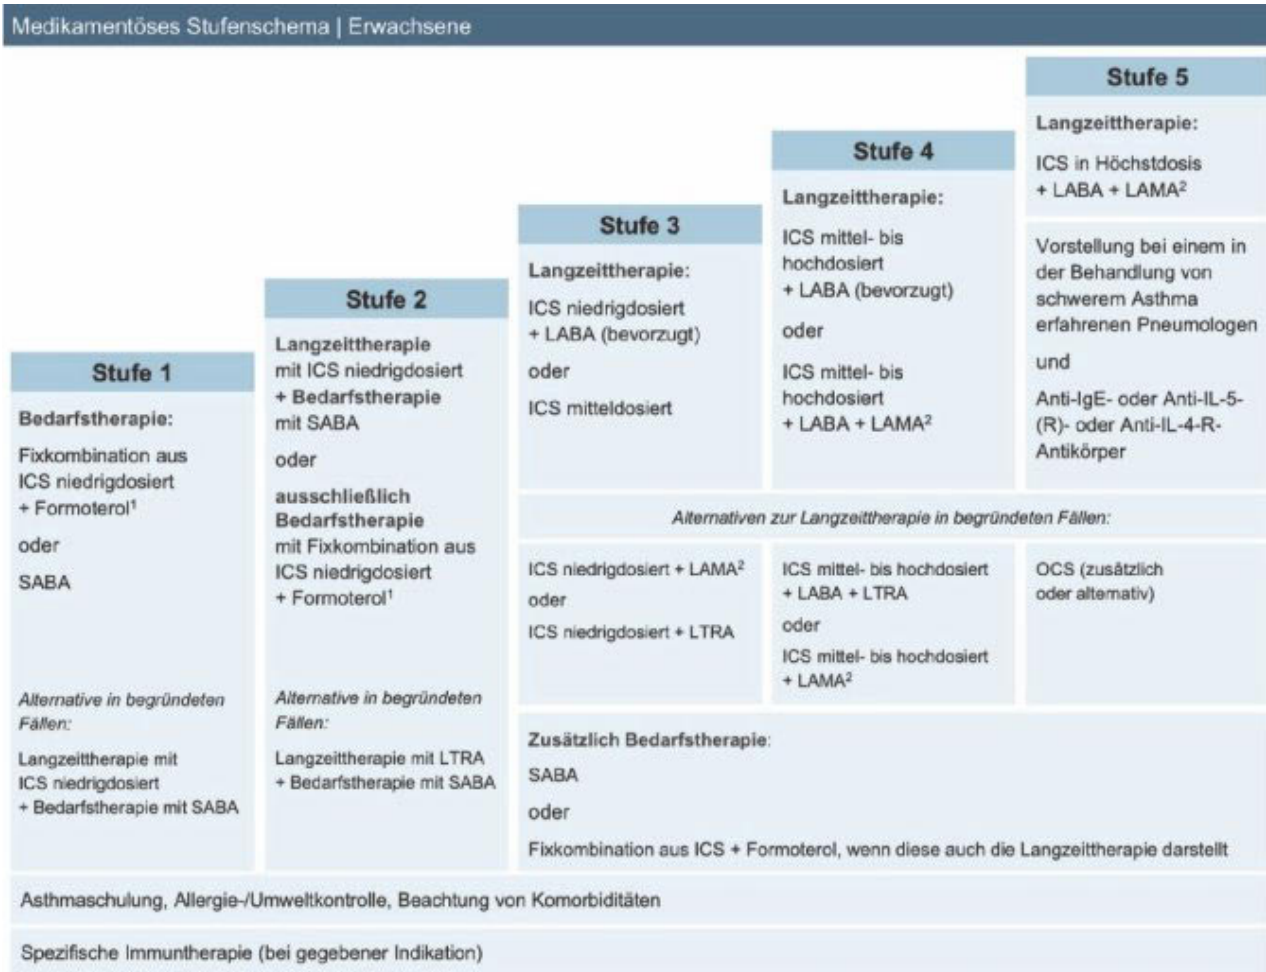 Medikamentöses Stufenschema | Erwachsene
Stufe 1
Bedarfstherapie:
Fixkombination aus
ICS niedrigdosiert
+ Formoterol¹
oder
SABA
Alternative in begründeten
Fällen:
Langzeittherapie mit
ICS niedrigdosiert
+ Bedarfstherapie mit SABA
Stufe 2
Langzeittherapie
mit ICS niedrigdosiert
+ Bedarfstherapie
mit SABA
oder
ausschließlich
Bedarfstherapie
mit Fixkombination aus
ICS niedrigdosiert
+ Formoterol¹
Alternative in begründeten
Fällen:
Langzeittherapie mit LTRA
+ Bedarfstherapie mit SABA
Stufe 3
Langzeittherapie:
ICS niedrigdosiert
+ LABA (bevorzugt)
oder
ICS mitteldosiert
Stufe 4
Langzeittherapie:
ICS mittel- bis
hochdosiert
+ LABA (bevorzugt)
oder
ICS mittel- bis
hochdosiert
+ LABA + LAMA²
Stufe 5
Langzeittherapie:
ICS in Höchstdosis
+ LABA + LAMA²
Vorstellung bei einem in
der Behandlung von
schwerem Asthma
erfahrenen Pneumologen
und
Anti-IgE- oder Anti-IL-5-
(R)- oder Anti-IL-4-R-
Antikörper
Alternativen zur Langzeittherapie in begründeten Fällen:
ICS niedrigdosiert + LAMA²
oder
ICS niedrigdosiert + LTRA
ICS mittel- bis hochdosiert
+ LABA + LTRA
oder
ICS mittel- bis hochdosiert
+ LAMA²
OCS (zusätzlich
oder alternativ)
Zusätzlich Bedarfstherapie:
SABA
oder
Fixkombination aus ICS + Formoterol, wenn diese auch die Langzeittherapie darstellt
Asthmaschulung, Allergie-/Umweltkontrolle, Beachtung von Komorbiditäten
Spezifische Immuntherapie (bei gegebener Indikation)